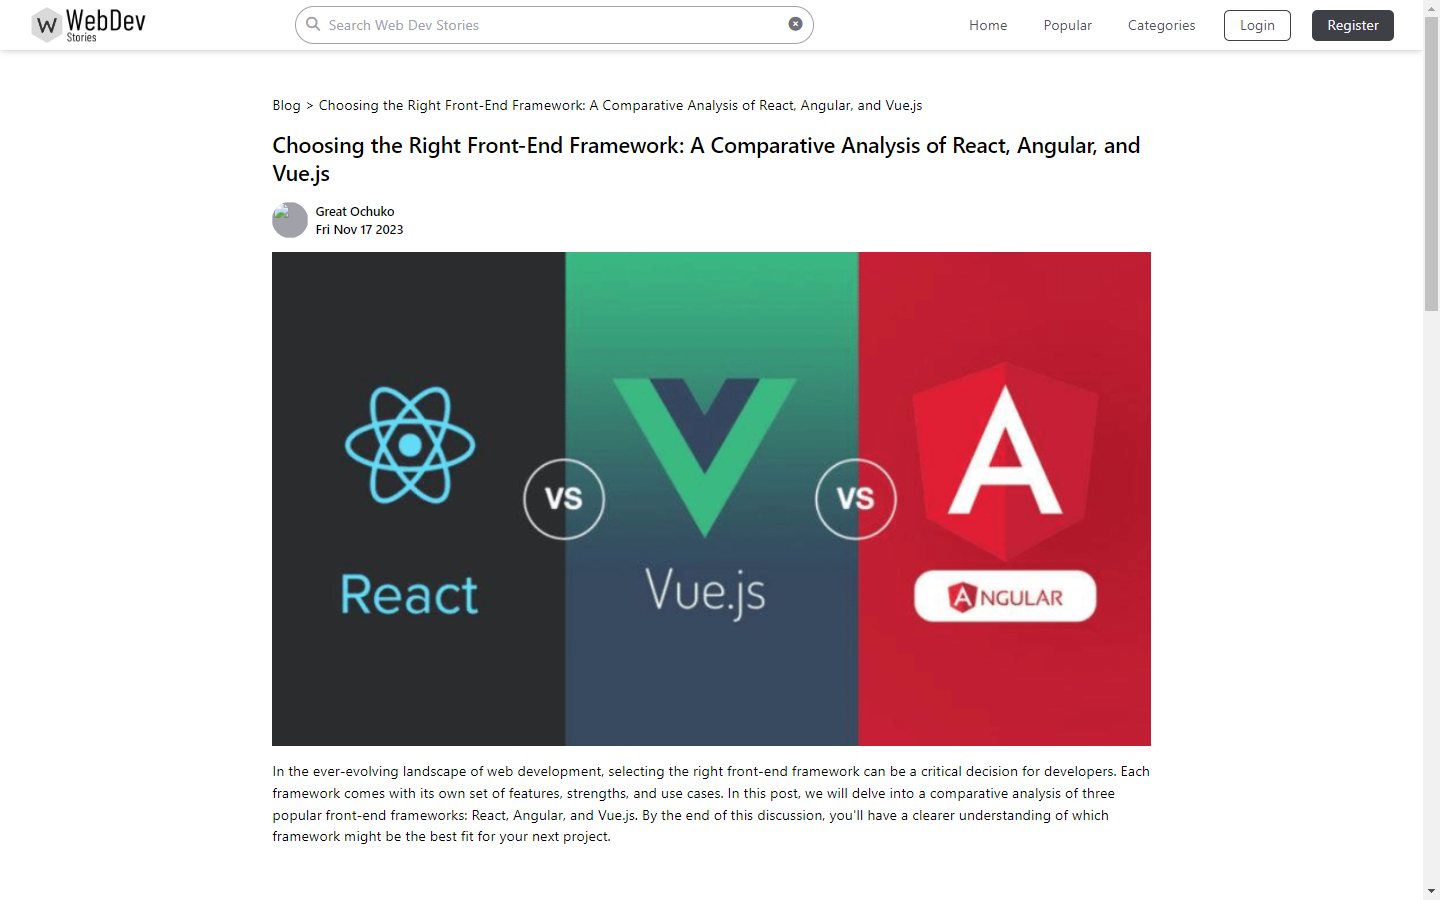 W WebDev
Stories
Search Web Dev Stories
Home
Popular
Categories
Login
Register
Blog > Choosing the Right Front-End Framework: A Comparative Analysis of React, Angular, and Vue.js
Choosing the Right Front-End Framework: A Comparative Analysis of React, Angular, and
Vue.js
Great Ochuko
Fri Nov 17 2023
VS
VS
React
Vue.js
A
ANGULAR
In the ever-evolving landscape of web development, selecting the right front-end framework can be a critical decision for developers. Each
framework comes with its own set of features, strengths, and use cases. In this post, we will delve into a comparative analysis of three
popular front-end frameworks: React, Angular, and Vue.js. By the end of this discussion, you'll have a clearer understanding of which
framework might be the best fit for your next project.